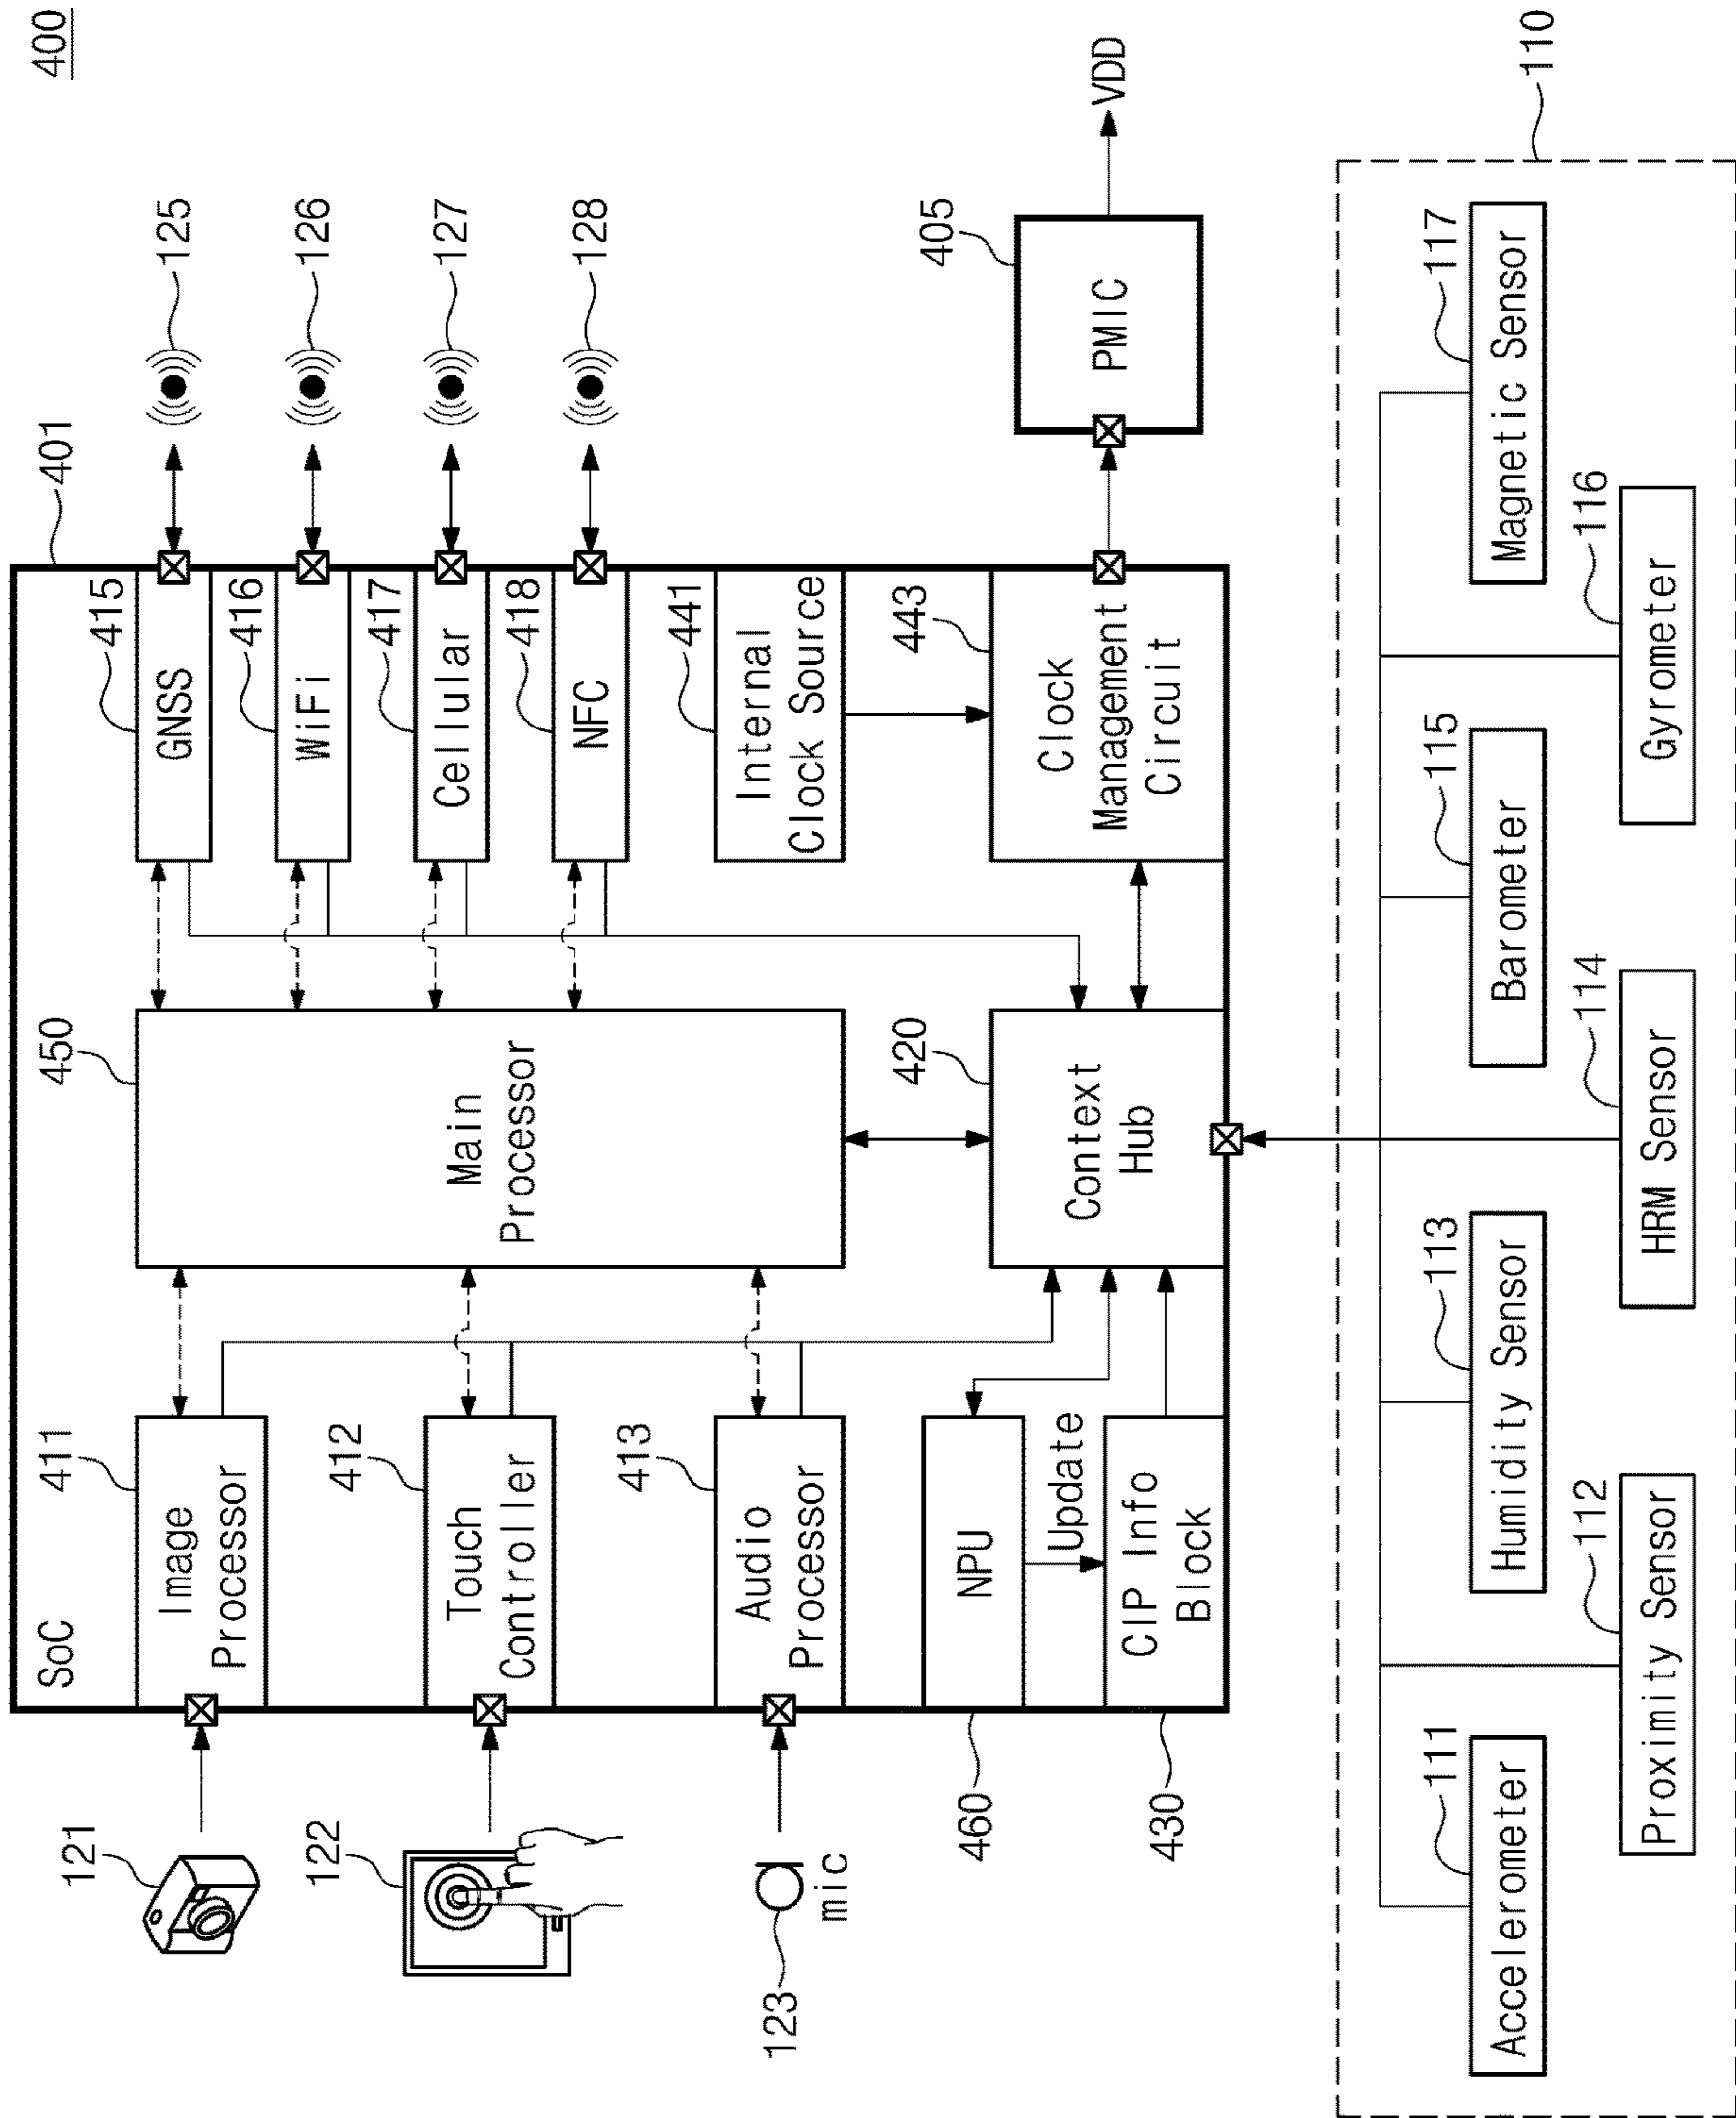 400
401
SoC
411
Image
Processor
412
Touch
Controller
413
Audio
Processor
460
NPU
Update
430
CIP Info
Block
450
Main
Processor
420
Context
Hub
415
GNSS
416
WiFi
417
Cellular
418
NFC
441
Internal
Clock Source
443
Clock
Management
Circuit
121
122
123
mic
125
126
127
128
405
PMIC
VDD
110
111
Accelerometer
112
Proximity Sensor
113
Humidity Sensor
114
HRM Sensor
115
Barometer
116
Gyrometer
117
Magnetic Sensor